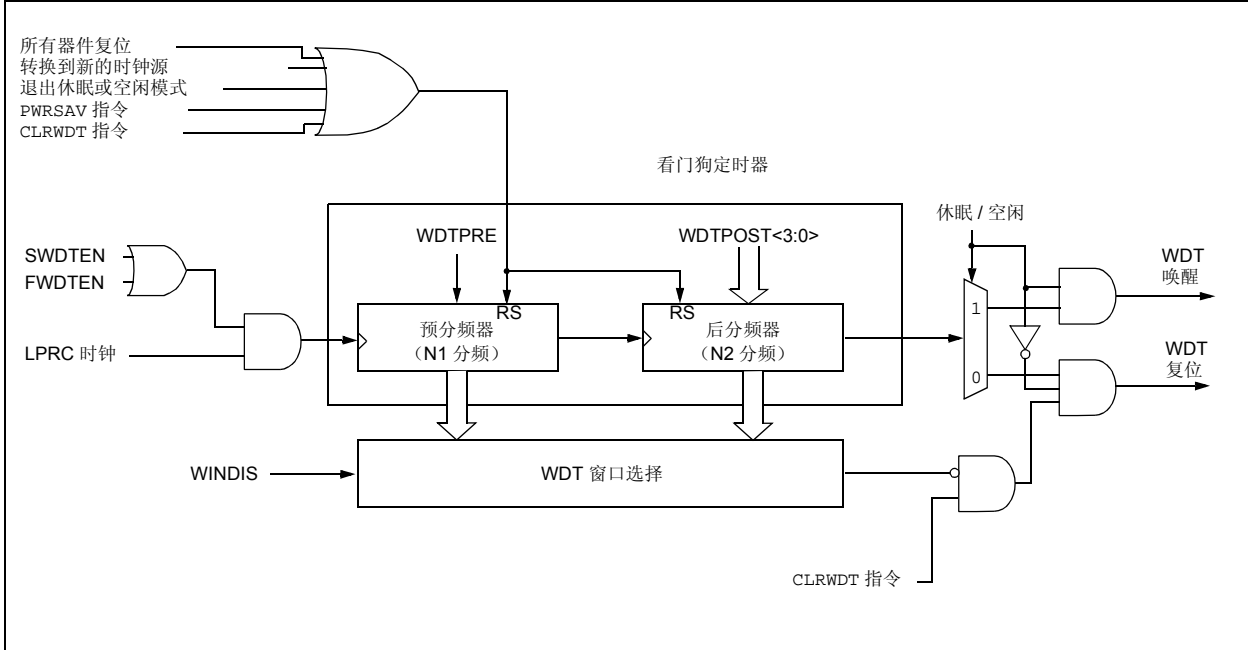 所有器件复位
转换到新的时钟源
退出休眠或空闲模式
PWRSAV 指令
CLRWDT 指令
看门狗定时器
休眠 / 空闲
SWDTEN
FWDTEN
WDTPRE
WDTPOST<3:0>
WDT
唤醒
RS
RS
1
预分频器
(N1 分频)
后分频器
(N2 分频)
LPRC 时钟
WDT
复位
0
WINDIS
WDT 窗口选择
CLRWDT 指令